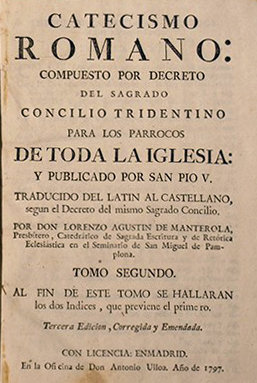 CATECISMO
ROMANO:
COMPUESTO POR DECRETO
DEL SAGRADO
CONCILIO TRIDENTINO
PARA LOS PARROCOS
DE TODA LA IGLESIA:
Y PUBLICADO POR SAN PIO V.
TRADUCIDO DEL LATIN AL CASTELLANO,
segun el Decreto del mismo Sagrado Concilio.
POR DON LORENZO AGUSTIN DE MANTEROLA,
Presbítero, Catedrático de Sagrada Escritura y de Retórica
Eclesiástica en el Seminario de San Miguel de Pam-
plona.
TOMO SEGUNDO.
AL FIN DE ESTE TOMO SE HALLARAN
los dos Indices, que previene el primero.
Tercera Edicion, Corregida y Emendada.
CON LICENCIA: EN MADRID.
En la Oficina de Don Antonio Ulloa. Año de 1797.